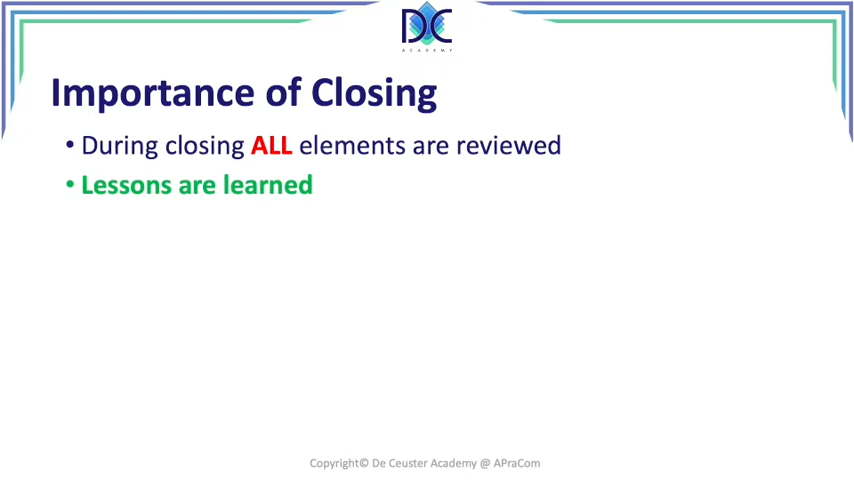 DC
ACADEMY
Importance of Closing
• During closing ALL elements are reviewed
• Lessons are learned
Copyright© De Ceuster Academy @ APraCom